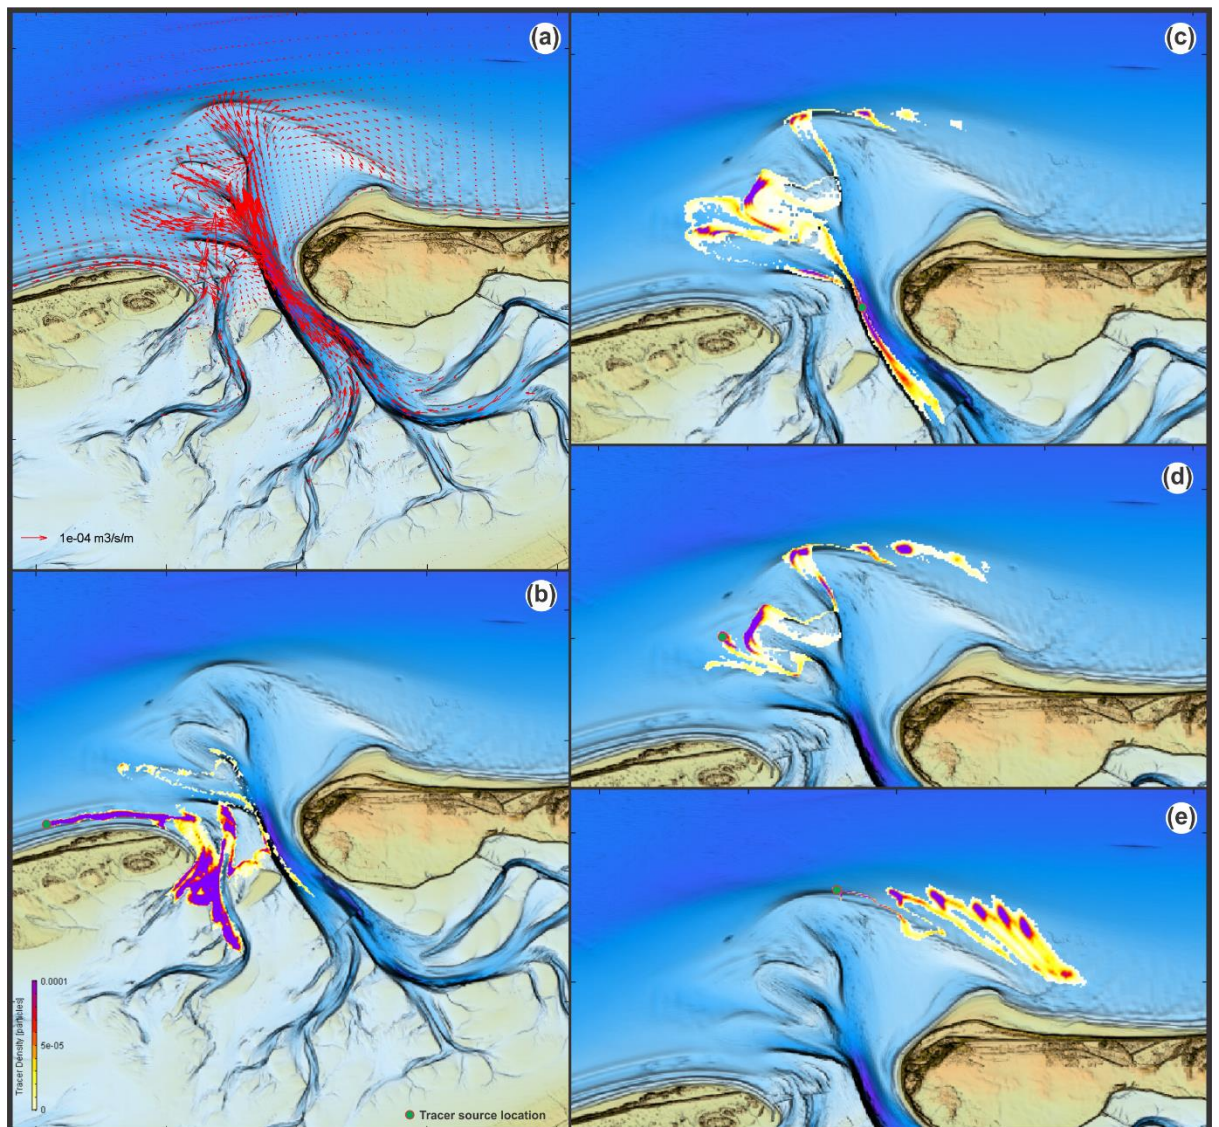 (a)
(c)
1e-04 m3/s/m
(d)
(b)
0.0001
5e-05
0
Tracer Density [particles]
Tracer source location
(e)